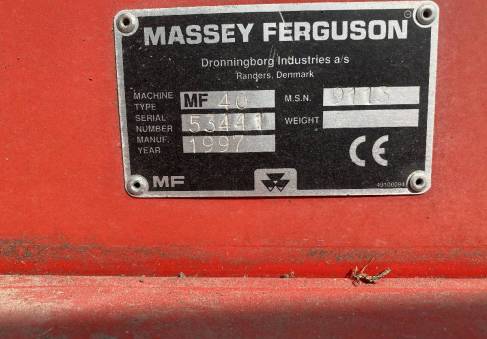 MASSEY FERGUSON
Dronningborg Industries a/s
Randers, Denmark
MACHINE TYPE MF 40 M.S.N. 9113
SERIAL NUMBER 53441 WEIGHT
MANUF. YEAR 1997
CE
MF